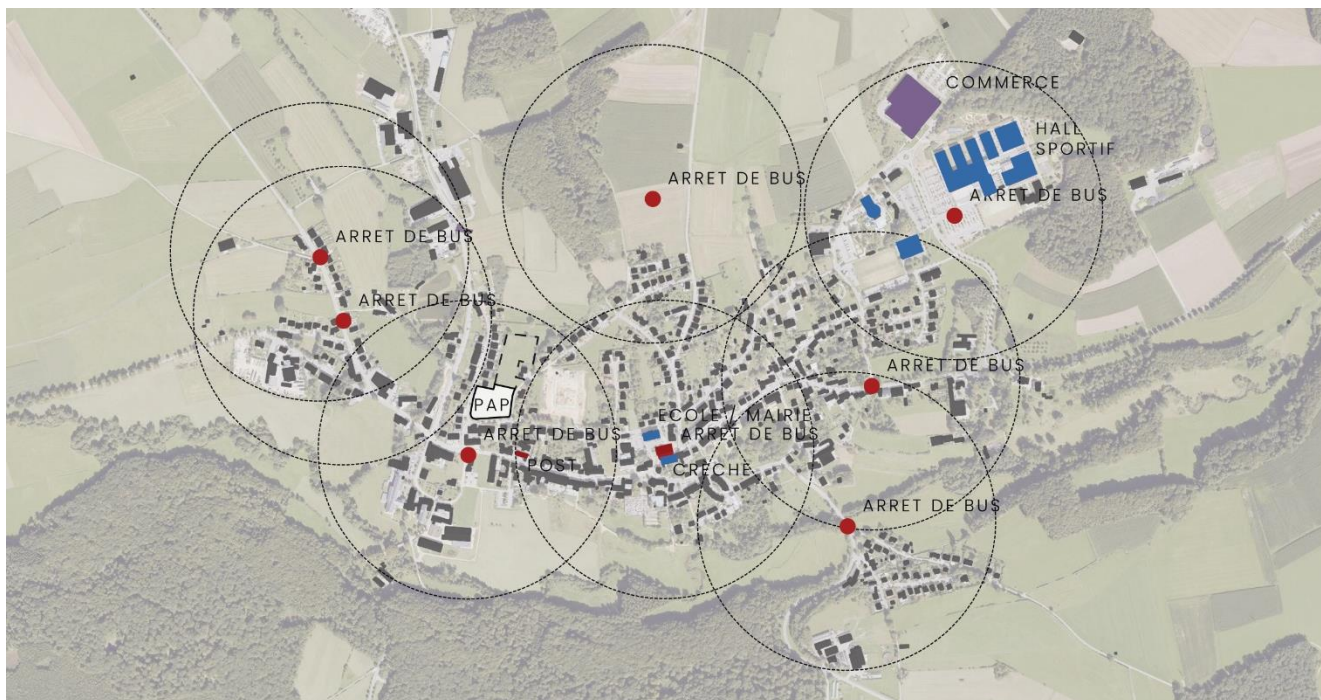 COMMERCE
HALL
SPORTIF
ARRET DE BUS
ARRET DE BUS
ARRET DE BUS
ARRET DE BUS
ARRET DE BUS
PAP
ECOLE / MAIRIE
ARRET DE BUS
ARRET DE BUS
POST
CRECHE
ARRET DE BUS